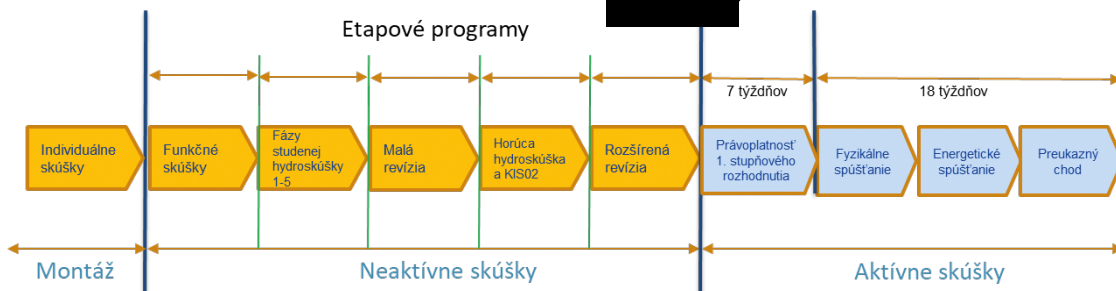 Etapové programy
7 týždňov
18 týždňov
Individuálne
skúšky
Funkčné
skúšky
Fázy
studenej
hydroskúšky
1-5
Malá
revízia
Horúca
hydroskúška
a KIS02
Rozšírená
revízia
Právoplatnosť
1. stupňového
rozhodnutia
Fyzikálne
spúšťanie
Energetické
spúšťanie
Preukazný
chod
Montáž
Neaktívne skúšky
Aktívne skúšky